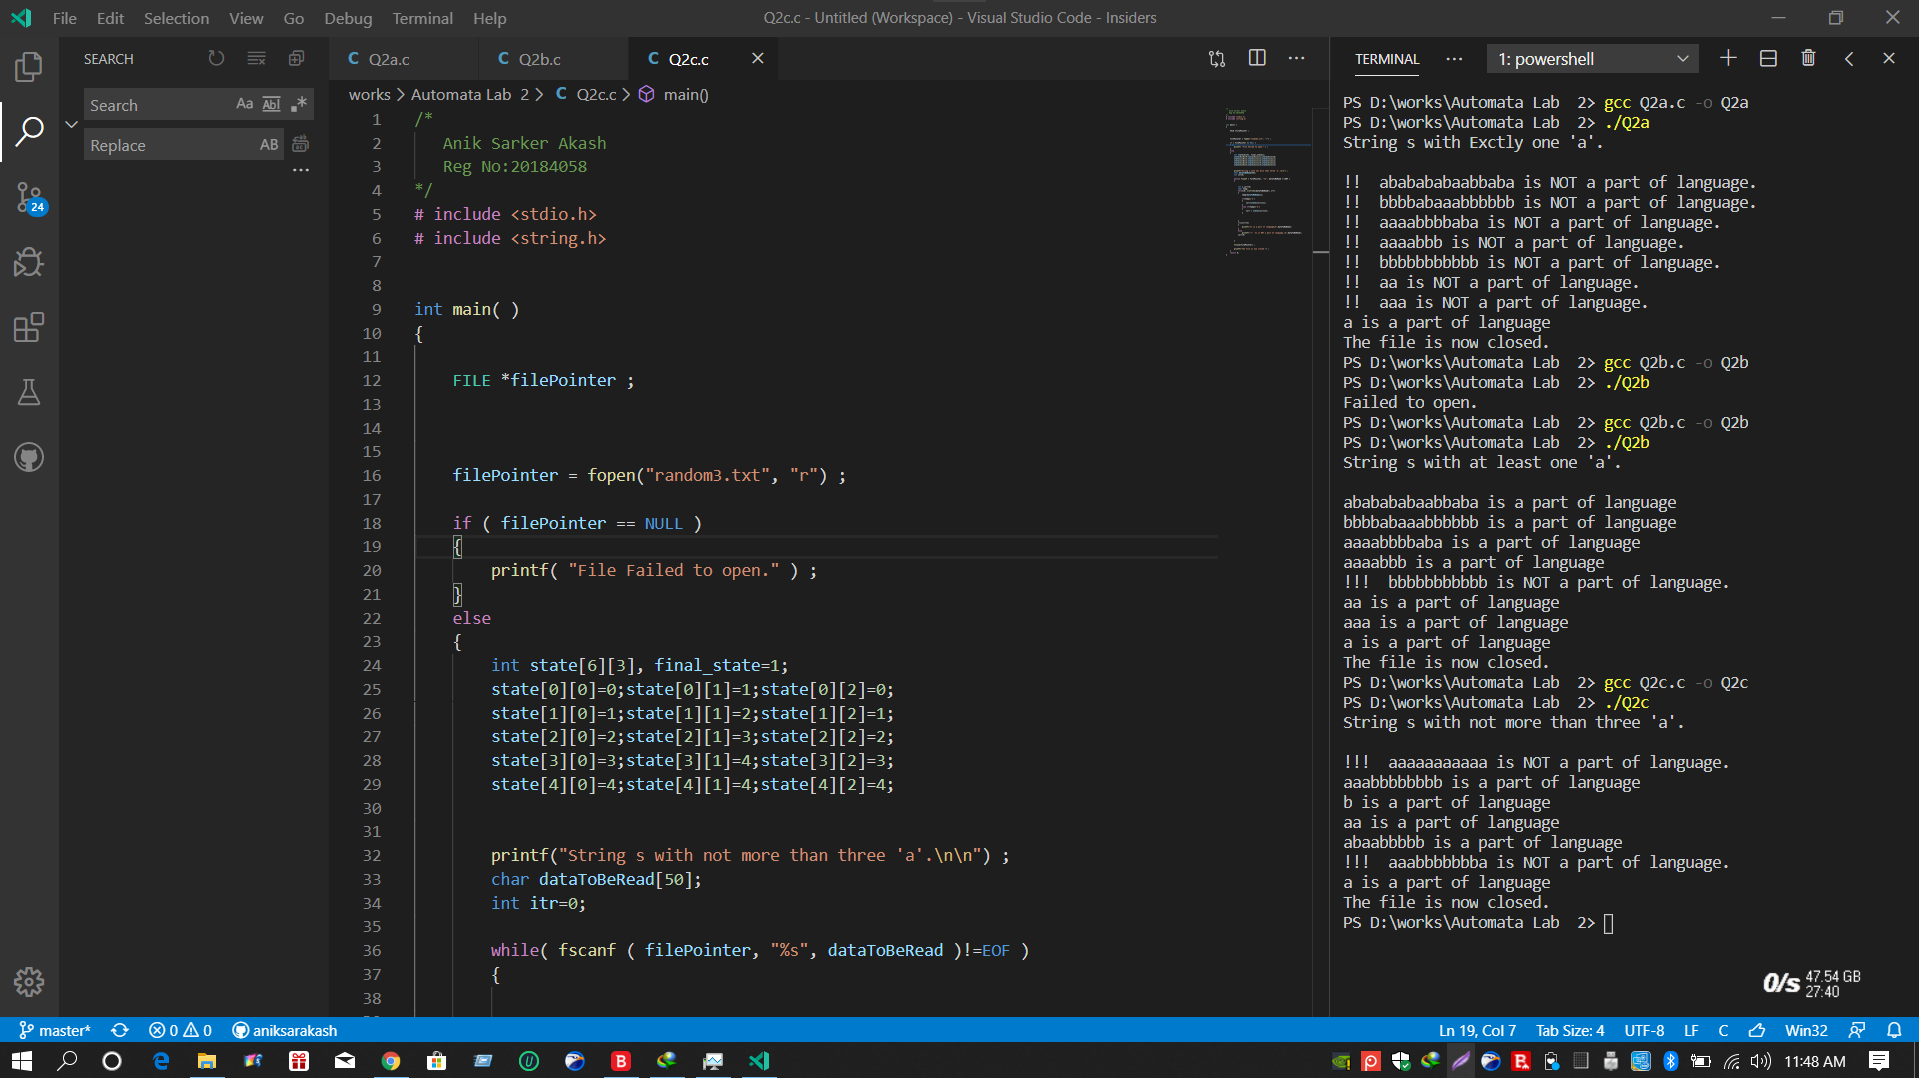 File Edit Selection View Go Debug Terminal Help
Q2c.c - Untitled (Workspace) - Visual Studio Code - Insiders
SEARCH
Search
Aa Abl .*
Replace
AB
24
Q2a.c
Q2b.c
Q2c.c
works > Automata Lab 2 > C Q2c.c > main()
1 /*
2 Anik Sarker Akash
3 Reg No:20184058
4 */
5 # include <stdio.h>
6 # include <string.h>
7
8
9 int main( )
10 {
11
12 FILE *filePointer ;
13
14
15
16 filePointer = fopen("random3.txt", "r") ;
17
18 if ( filePointer == NULL )
19 {
20 printf( "File Failed to open." ) ;
21 }
22 else
23 {
24 int state[6][3], final_state=1;
25 state[0][0]=0;state[0][1]=1;state[0][2]=0;
26 state[1][0]=1;state[1][1]=2;state[1][2]=1;
27 state[2][0]=2;state[2][1]=3;state[2][2]=2;
28 state[3][0]=3;state[3][1]=4;state[3][2]=3;
29 state[4][0]=4;state[4][1]=4;state[4][2]=4;
30
31
32 printf("String s with not more than three 'a'.\n\n") ;
33 char dataToBeRead[50];
34 int itr=0;
35
36 while( fscanf ( filePointer, "%s", dataToBeRead )!=EOF )
37 {
38
TERMINAL ··· 1: powershell
PS D:\works\Automata Lab  2> gcc Q2a.c -o Q2a
PS D:\works\Automata Lab  2> ./Q2a
String s with Exctly one 'a'.
!!  ababababaabbaba is NOT a part of language.
!!  bbbbabaaabbbbbb is NOT a part of language.
!!  aaaabbbbaba is NOT a part of language.
!!  aaaabbb is NOT a part of language.
!!  bbbbbbbbbbb is NOT a part of language.
!!  aa is NOT a part of language.
!!  aaa is NOT a part of language.
a is a part of language
The file is now closed.
PS D:\works\Automata Lab  2> gcc Q2b.c -o Q2b
PS D:\works\Automata Lab  2> ./Q2b
Failed to open.
PS D:\works\Automata Lab  2> gcc Q2b.c -o Q2b
PS D:\works\Automata Lab  2> ./Q2b
String s with at least one 'a'.
ababababaabbaba is a part of language
bbbbabaaabbbbbb is a part of language
aaaabbbbaba is a part of language
aaaabbb is a part of language
!!!  bbbbbbbbbbb is NOT a part of language.
aa is a part of language
aaa is a part of language
a is a part of language
The file is now closed.
PS D:\works\Automata Lab  2> gcc Q2c.c -o Q2c
PS D:\works\Automata Lab  2> ./Q2c
String s with not more than three 'a'.
!!!  aaaaaaaaaaa is NOT a part of language.
aaabbbbbbbb is a part of language
b is a part of language
aa is a part of language
abaabbbbb is a part of language
!!!  aaabbbbbbba is NOT a part of language.
a is a part of language
The file is now closed.
PS D:\works\Automata Lab  2>
0/s 47.54 GB
27:40
master* 0 0 aniksarakash
Ln 19, Col 7 Tab Size: 4 UTF-8 LF C Win32
11:48 AM